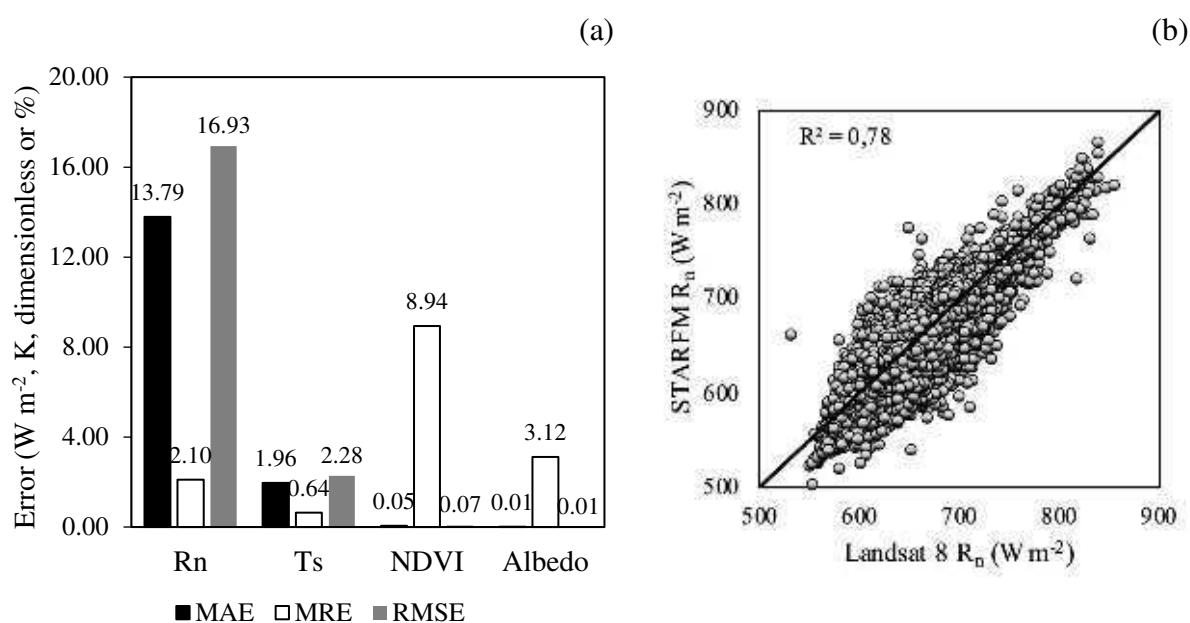 (a)
Error (W m-2, K, dimensionless or %)
20.00
16.00
12.00
8.00
4.00
0.00
13.79
2.10
16.93
1.96
0.64
2.28
0.05
8.94
0.07
0.01
3.12
0.01
Rn Ts NDVI Albedo
MAE MRE RMSE
(b)
R² = 0,78
STARFM Rn (W m-2)
900
800
700
600
500
500 600 700 800 900
Landsat 8 Rn (W m-2)